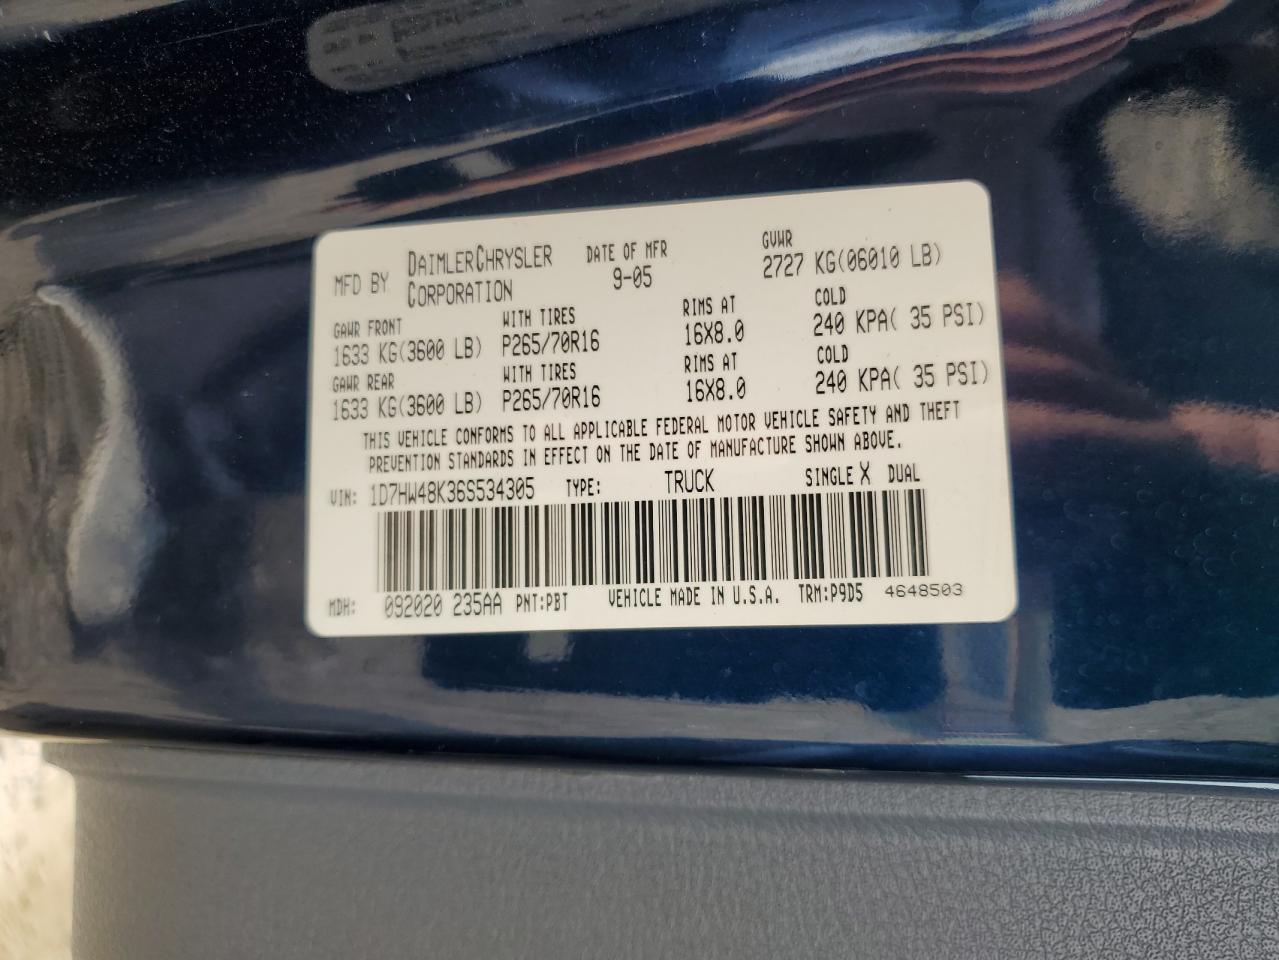 MFD BY DAIMLERCHRYSLER CORPORATION DATE OF MFR 9-05 GVWR 2727 KG(06010 LB)
GAWR FRONT WITH TIRES RIMS AT COLD
1633 KG(3600 LB) P265/70R16 16X8.0 240 KPA( 35 PSI)
GAWR REAR WITH TIRES RIMS AT COLD
1633 KG(3600 LB) P265/70R16 16X8.0 240 KPA( 35 PSI)
THIS VEHICLE CONFORMS TO ALL APPLICABLE FEDERAL MOTOR VEHICLE SAFETY AND THEFT
PREVENTION STANDARDS IN EFFECT ON THE DATE OF MANUFACTURE SHOWN ABOVE.
VIN: 1D7HW48K36S534305 TYPE: TRUCK SINGLE X DUAL
MDH: 092020 235AA PNT:PBT VEHICLE MADE IN U.S.A. TRM:P9D5 4648503